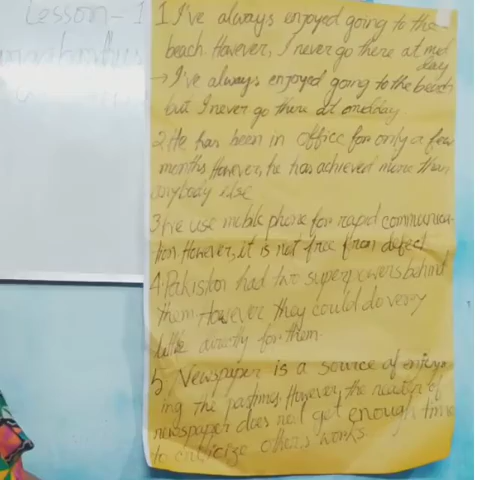 Lesson-1
1 I've always enjoyed going to the
beach. However, I never go there at mid
day
→ I've always enjoyed going to the beach
but I never go there at
2. He has been in office for only a few
months However, he has achieved more than
anybody else
3. We use mobile phone for rapid communica-
tion However, it is not free from defect
4. Pakistan had two superpowers behind
them However they could do very
little directly for them.
5 Newspaper is a source of
ing the pastimes. However, the reader of
newspaper does not get enough time
to criticize others works